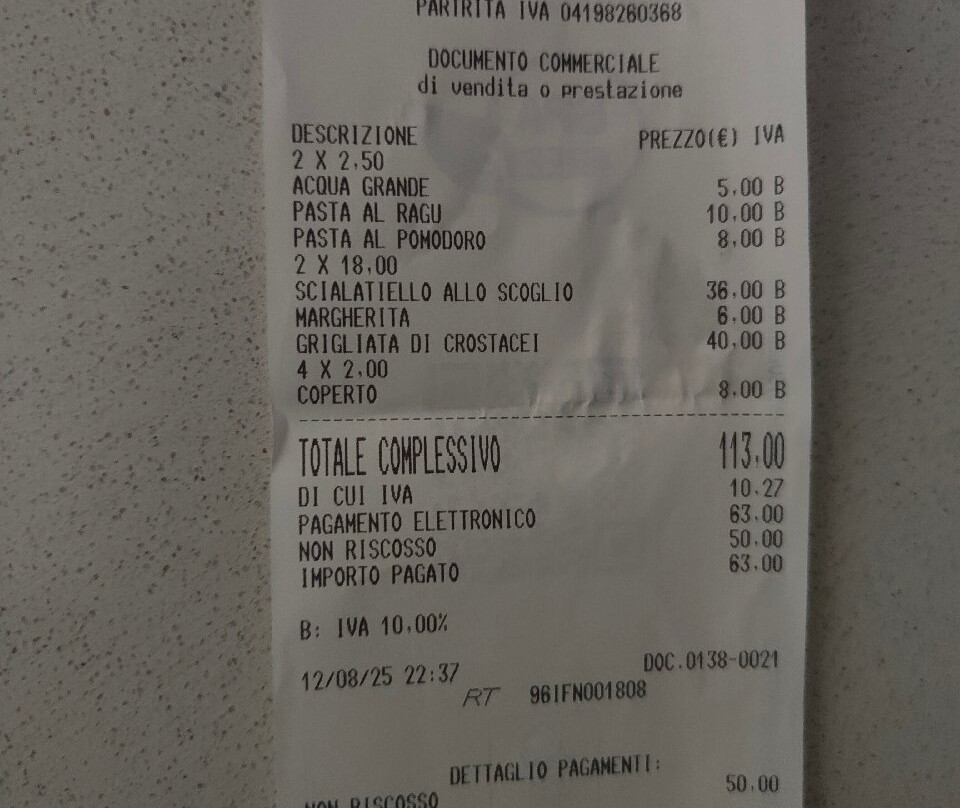 PARTRITA IVA 04198260368
DOCUMENTO COMMERCIALE
di vendita o prestazione
DESCRIZIONE PREZZO(€) IVA
2 X 2,50
ACQUA GRANDE 5,00 B
PASTA AL RAGU 10,00 B
PASTA AL POMODORO 8,00 B
2 X 18,00
SCIALATIELLO ALLO SCOGLIO 36,00 B
MARGHERITA 6,00 B
GRIGLIATA DI CROSTACEI 40,00 B
4 X 2,00
COPERTO 8,00 B
TOTALE COMPLESSIVO 113,00
DI CUI IVA 10,27
PAGAMENTO ELETTRONICO 63,00
NON RISCOSSO 50,00
IMPORTO PAGATO 63,00
B: IVA 10,00%
12/08/25 22:37 DOC.0138-0021
RT 96IFN001808
DETTAGLIO PAGAMENTI:
NON RISCOSSO 50,00